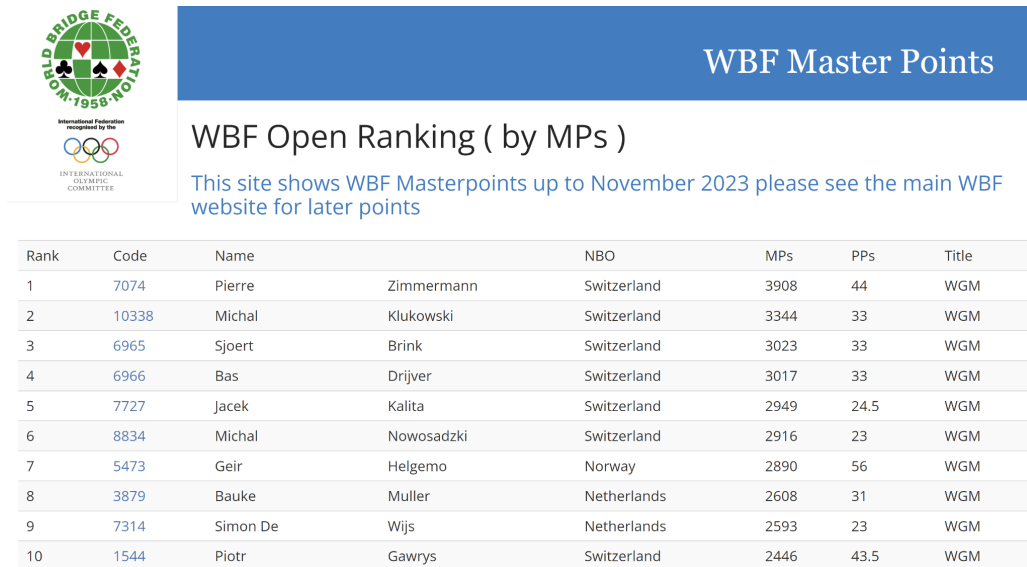 WORLD BRIDGE FEDERATION
·1958·
International Federation
recognised by the
INTERNATIONAL
OLYMPIC
COMMITTEE
WBF Master Points
WBF Open Ranking ( by MPs )
This site shows WBF Masterpoints up to November 2023 please see the main WBF
website for later points
Rank Code Name NBO MPs PPs Title
1 7074 Pierre Zimmermann Switzerland 3908 44 WGM
2 10338 Michal Klukowski Switzerland 3344 33 WGM
3 6965 Sjoert Brink Switzerland 3023 33 WGM
4 6966 Bas Drijver Switzerland 3017 33 WGM
5 7727 Jacek Kalita Switzerland 2949 24.5 WGM
6 8834 Michal Nowosadzki Switzerland 2916 23 WGM
7 5473 Geir Helgemo Norway 2890 56 WGM
8 3879 Bauke Muller Netherlands 2608 31 WGM
9 7314 Simon De Wijs Netherlands 2593 23 WGM
10 1544 Piotr Gawrys Switzerland 2446 43.5 WGM